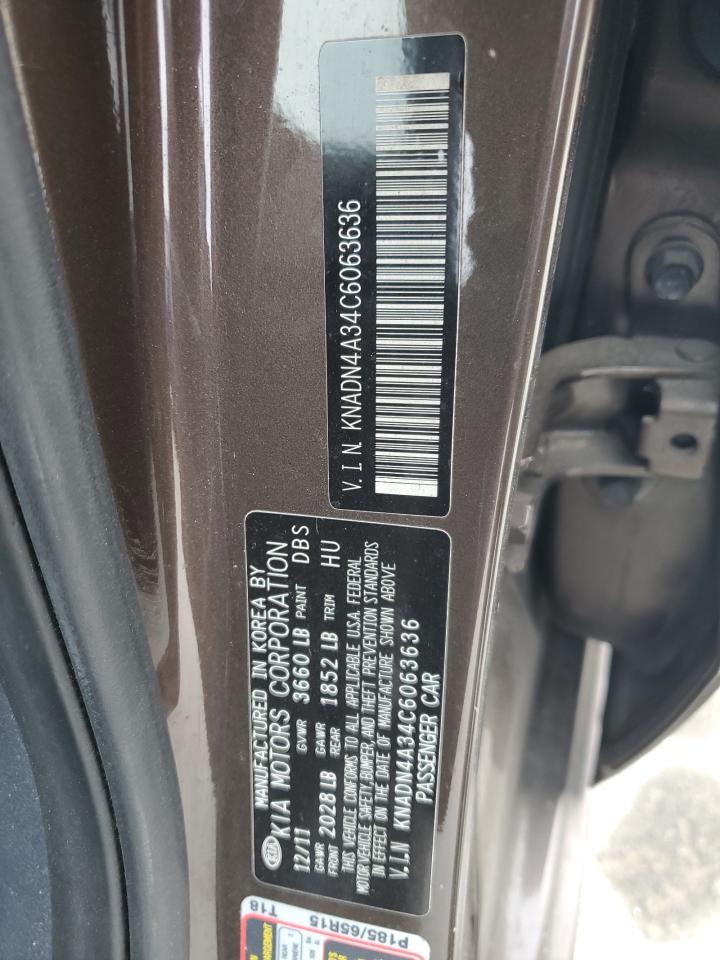 V.I.N. KNADN4A34C6063636
MANUFACTURED IN KOREA BY
KIA KIA MOTORS CORPORATION
12/11 GVWR 3660 LB PAINT DBS
GAWR FRONT 2028 LB GAWR REAR 1852 LB TRIM HU
THIS VEHICLE CONFORMS TO ALL APPLICABLE U.S.A. FEDERAL
MOTOR VEHICLE SAFETY, BUMPER, AND THEFT PREVENTION STANDARDS
IN EFFECT ON THE DATE OF MANUFACTURE SHOWN ABOVE
V.I.N. KNADN4A34C6063636
PASSENGER CAR
T18
P185/65R15